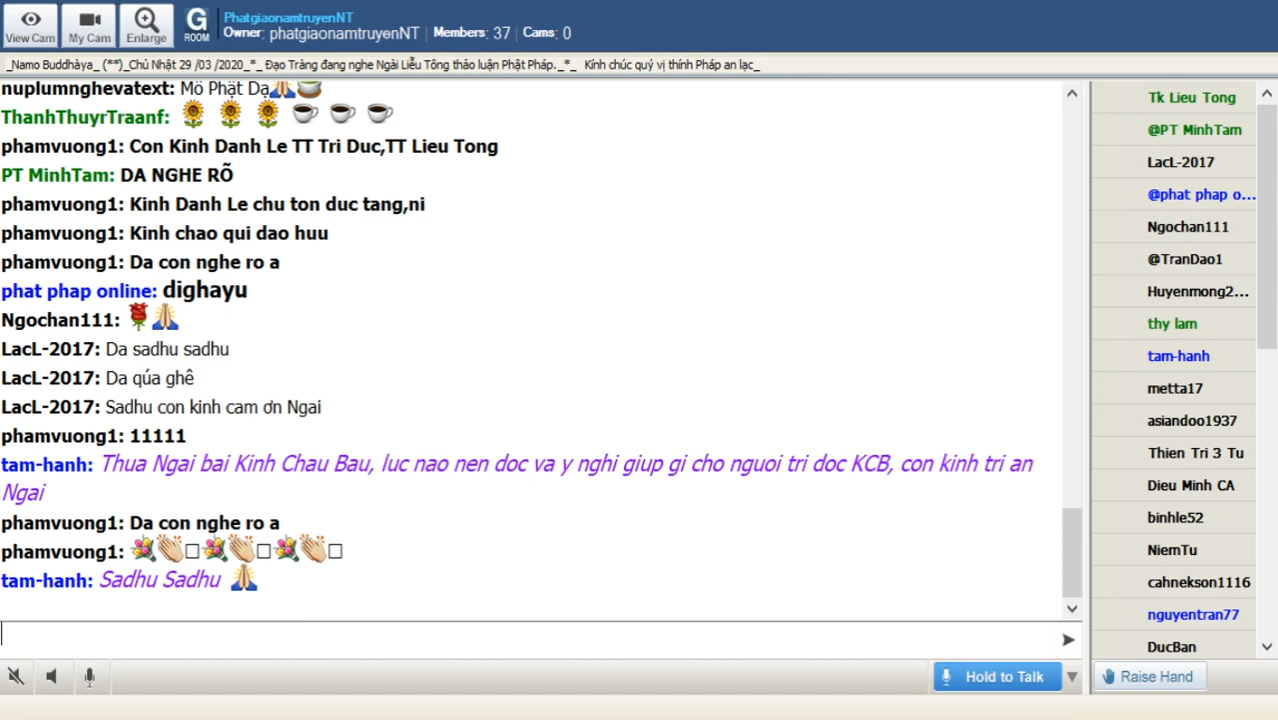 View Cam
My Cam
Enlarge
G
ROOM
PhatgiaonamtruyenNT
Owner: phatgiaonamtruyenNT | Members: 37 | Cams: 0
_Namo Buddhàya_ (**)_Chủ Nhật 29 /03 /2020_*_ Đạo Tràng đang nghe Ngài Liễu Tông thảo luận Phật Pháp._*_ Kính chúc quý vị thính Pháp an lạc_
nuplumnghevatext: Mô Phật Dạ
ThanhThuyrTraanf:
phamvuong1: Con Kinh Danh Le TT Tri Duc,TT Lieu Tong
PT MinhTam: DA NGHE RÕ
phamvuong1: Kinh Danh Le chu ton duc tang,ni
phamvuong1: Kinh chao qui dao huu
phamvuong1: Da con nghe ro a
phat phap online: dighayu
Ngochan111:
LacL-2017: Da sadhu sadhu
LacL-2017: Da qúa ghê
LacL-2017: Sadhu con kinh cam ơn Ngai
phamvuong1: 11111
tam-hanh: Thua Ngai bai Kinh Chau Bau, luc nao nen doc va y nghi giup gi cho nguoi tri doc KCB, con kinh tri an
Ngai
phamvuong1: Da con nghe ro a
phamvuong1:
tam-hanh: Sadhu Sadhu
Tk Lieu Tong
@PT MinhTam
LacL-2017
@phat phap o...
Ngochan111
@TranDao1
Huyenmong2...
thy lam
tam-hanh
metta17
asiandoo1937
Thien Tri 3 Tu
Dieu Minh CA
binhle52
NiemTu
cahnekson1116
nguyentran77
DucBan
Hold to Talk
Raise Hand